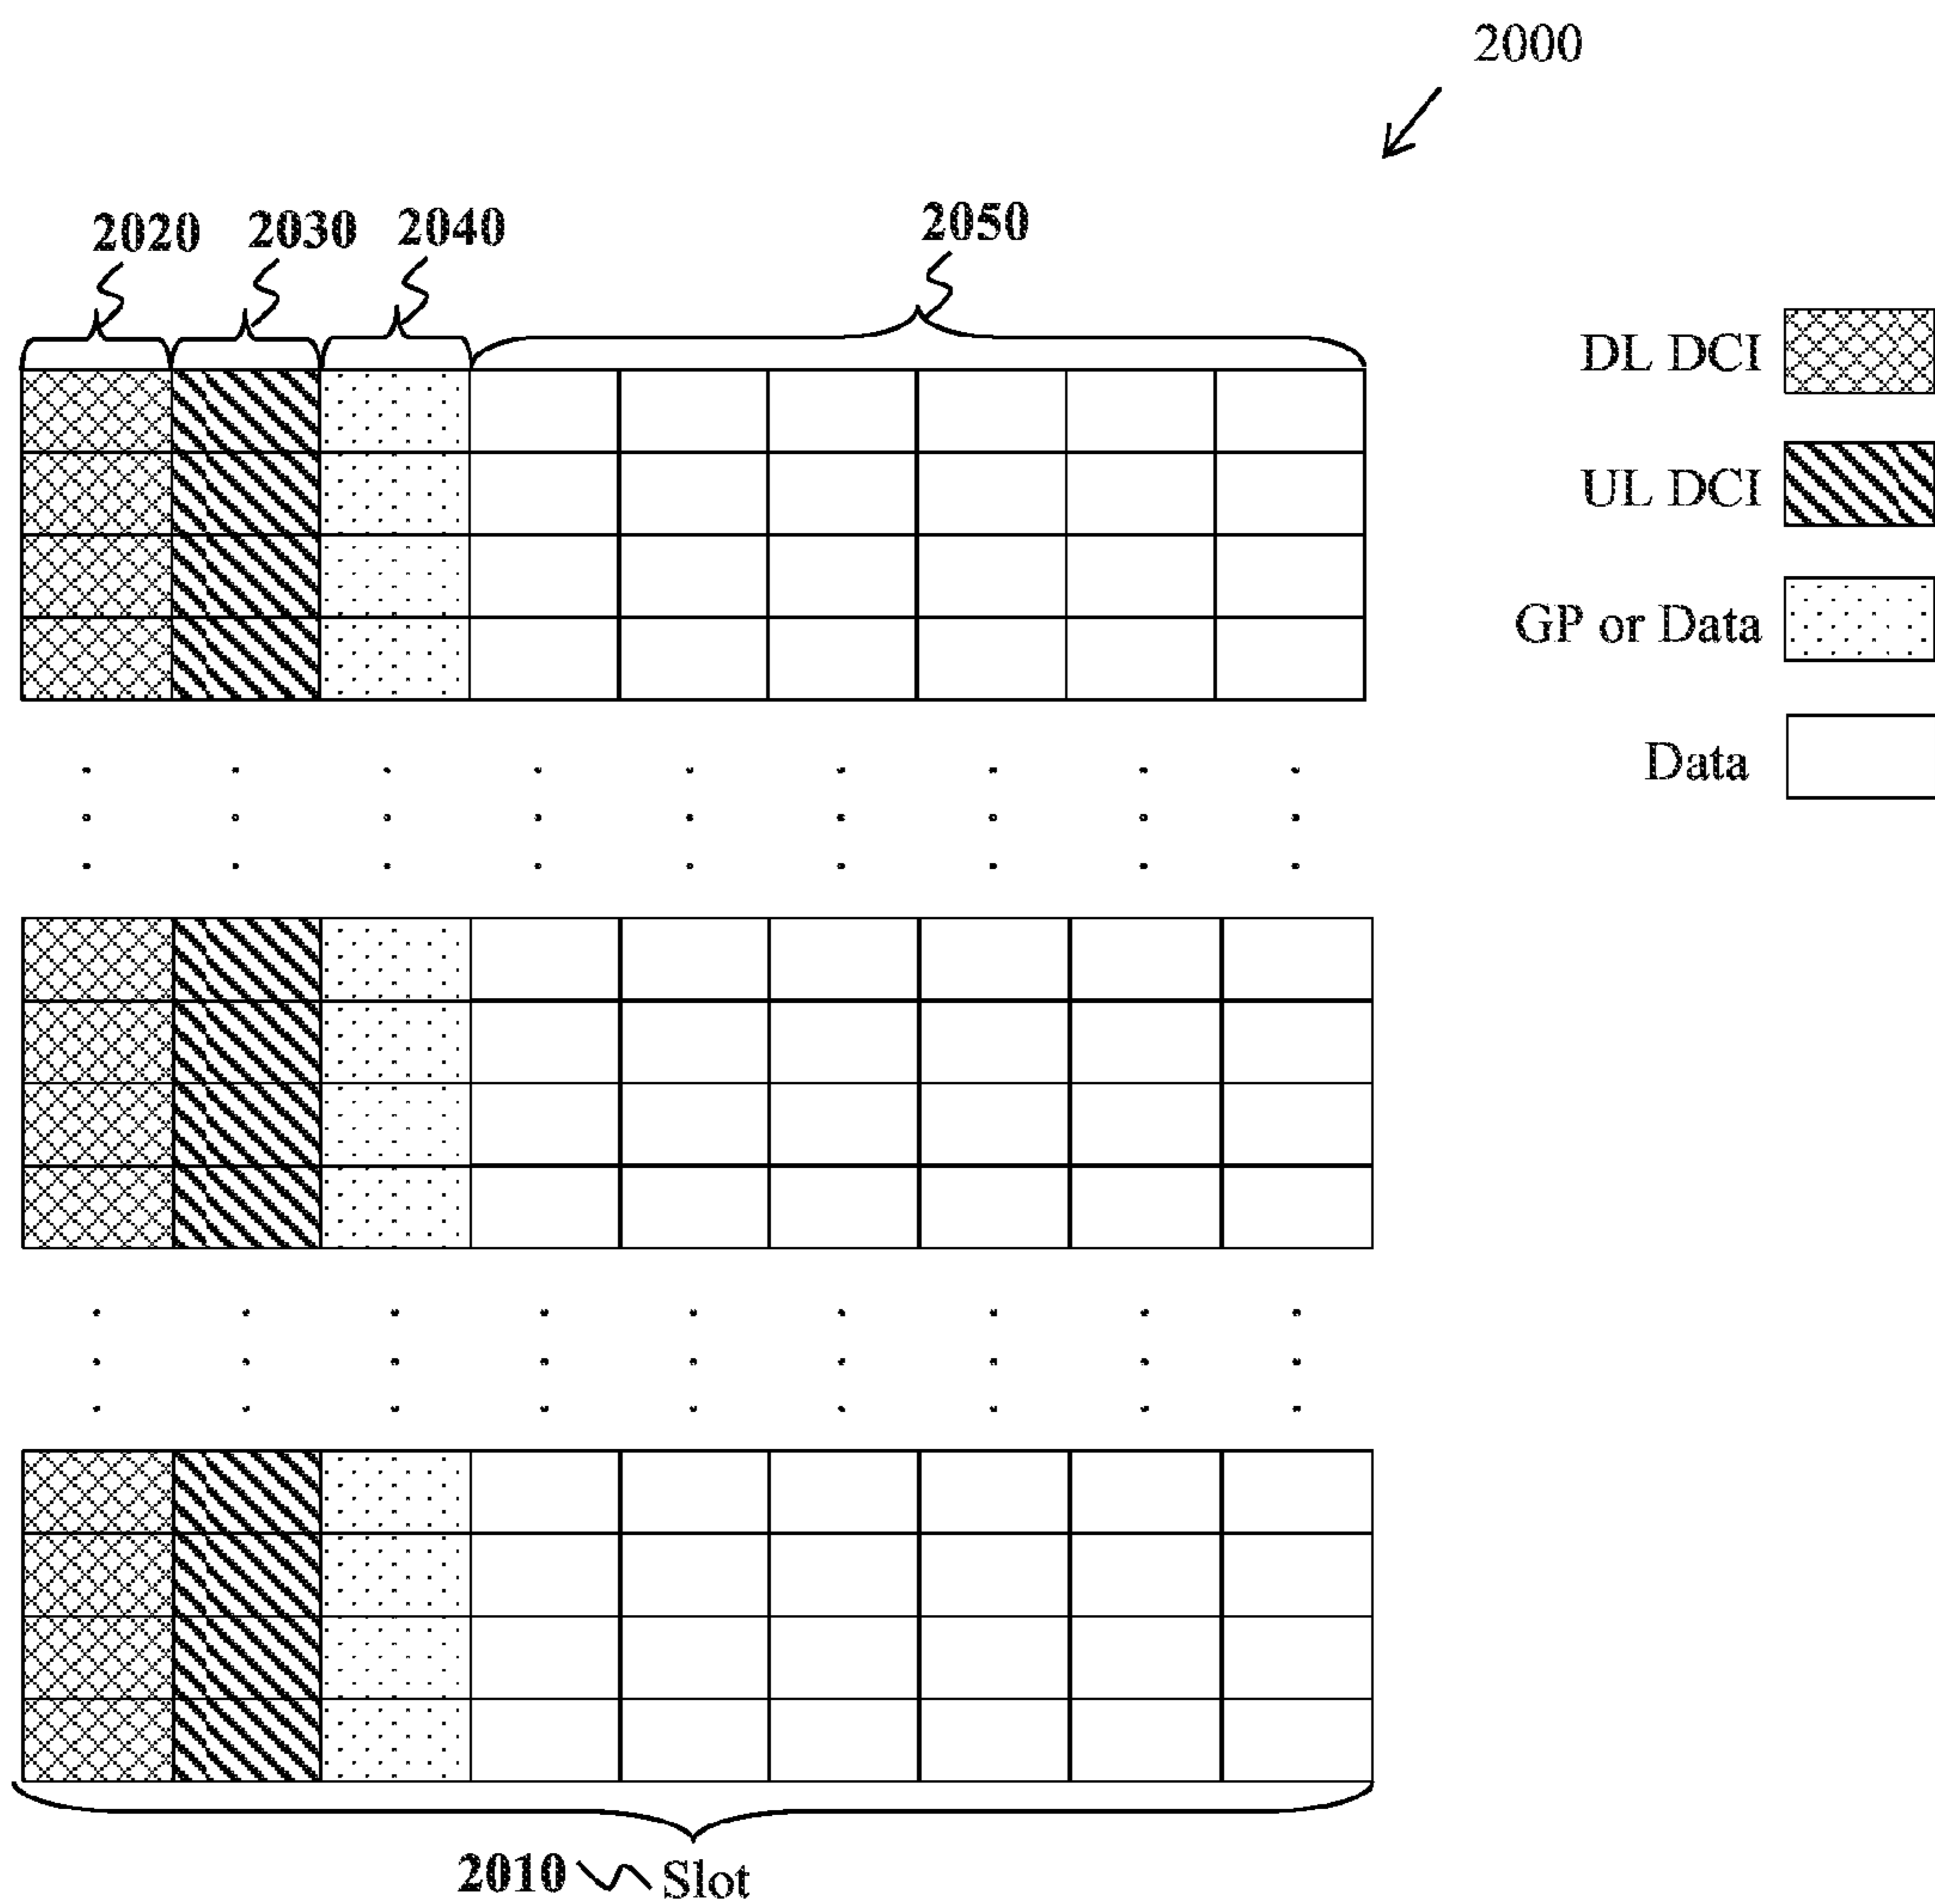 2000
2020 2030 2040 2050
DL DCI
UL DCI
GP or Data
Data
2010 Slot